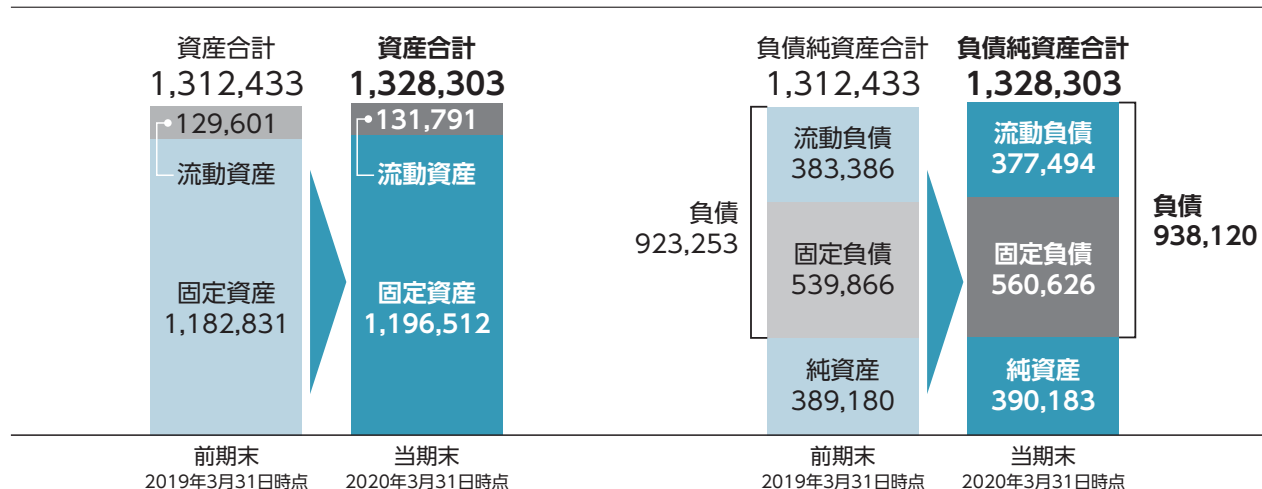 資産合計
1,312,433
129,601
流動資産
固定資産
1,182,831
前期末
2019年3月31日時点
資産合計
1,328,303
131,791
流動資産
固定資産
1,196,512
当期末
2020年3月31日時点
負債純資産合計
1,312,433
負債
923,253
流動負債
383,386
固定負債
539,866
純資産
389,180
前期末
2019年3月31日時点
負債純資産合計
1,328,303
流動負債
377,494
固定負債
560,626
純資産
390,183
負債
938,120
当期末
2020年3月31日時点